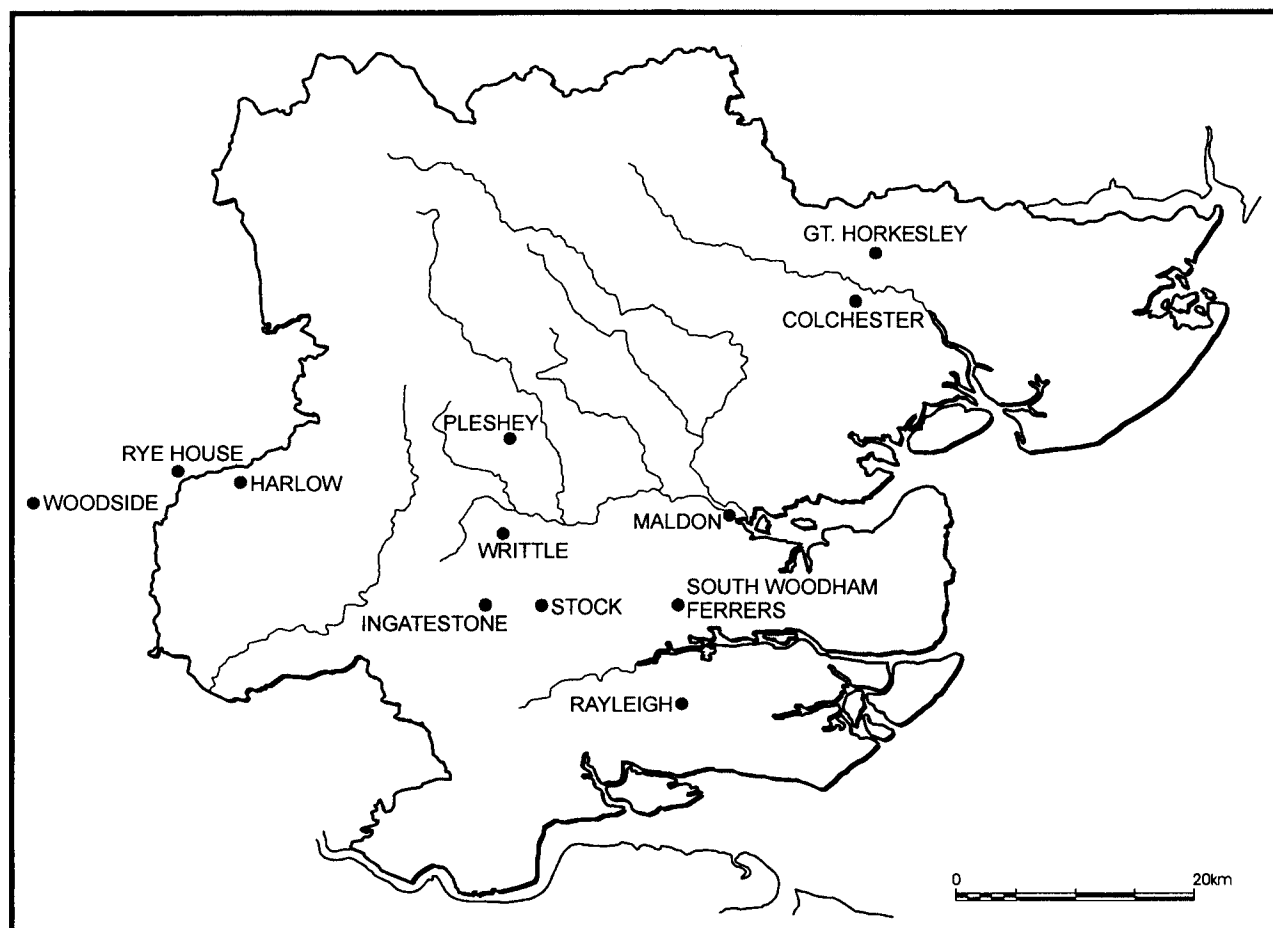 GT. HORKESLEY
COLCHESTER
PLESHEY
RYE HOUSE
HARLOW
WOODSIDE
MALDON
WRITTLE
SOUTH WOODHAM
FERRERS
INGATESTONE
STOCK
RAYLEIGH
0 20km